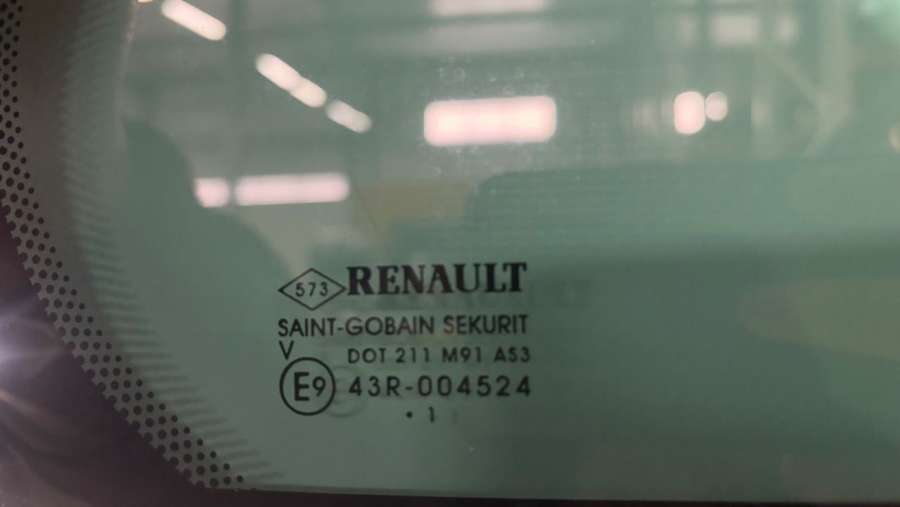 573 RENAULT
SAINT-GOBAIN SEKURIT
V DOT 211 M91 AS3
E9 43R-004524
• 1